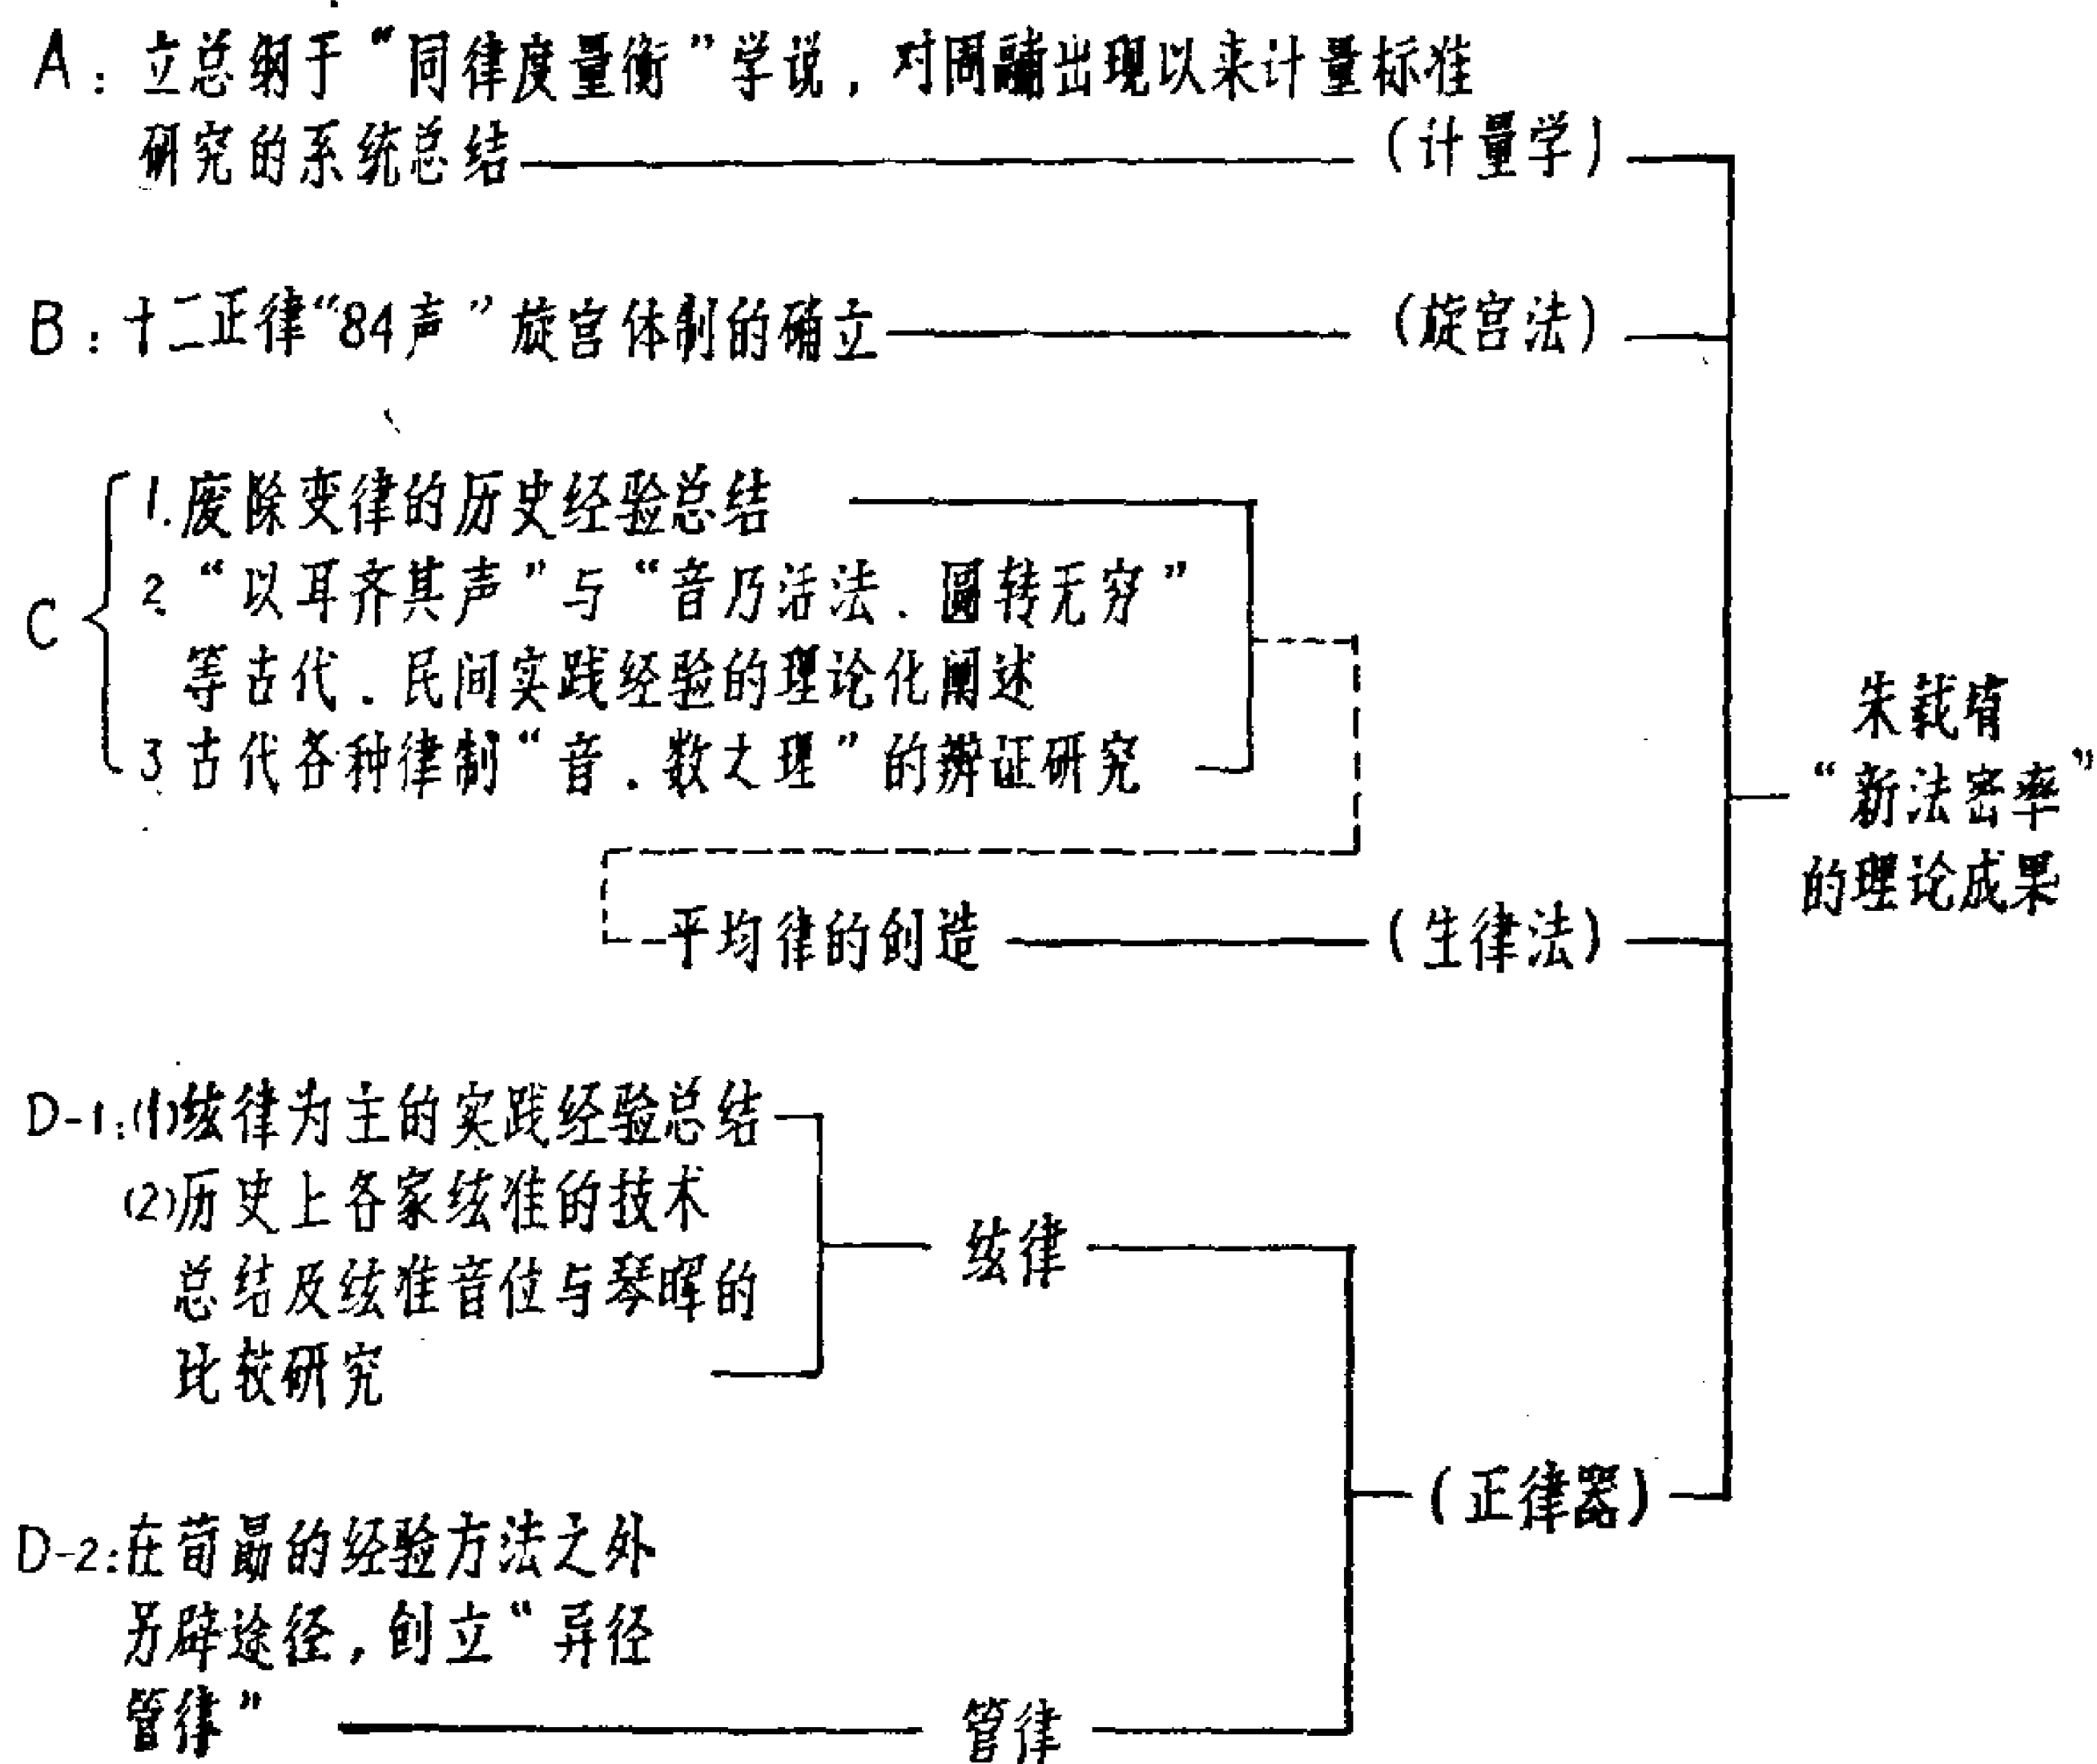 A：立总纲于“同律度量衡”学说，对周鬴出现以来计量标准
研究的系统总结 (计量学)
B：十二正律“84声”旋宫体制的确立 (旋宫法)
C
1.废除变律的历史经验总结
2.“以耳齐其声”与“音乃活法．圆转无穷”
等古代．民间实践经验的理论化阐述
3.古代各种律制“音．数之理”的辨证研究
平均律的创造 (生律法)
朱载堉
“新法密率”
的理论成果
D-1:(1)弦律为主的实践经验总结
(2)历史上各家弦准的技术
总结及弦准音位与琴晖的
比较研究
弦律
(正律器)
D-2:在荀勗的经验方法之外
另辟途径，创立“异径
管律” 管律